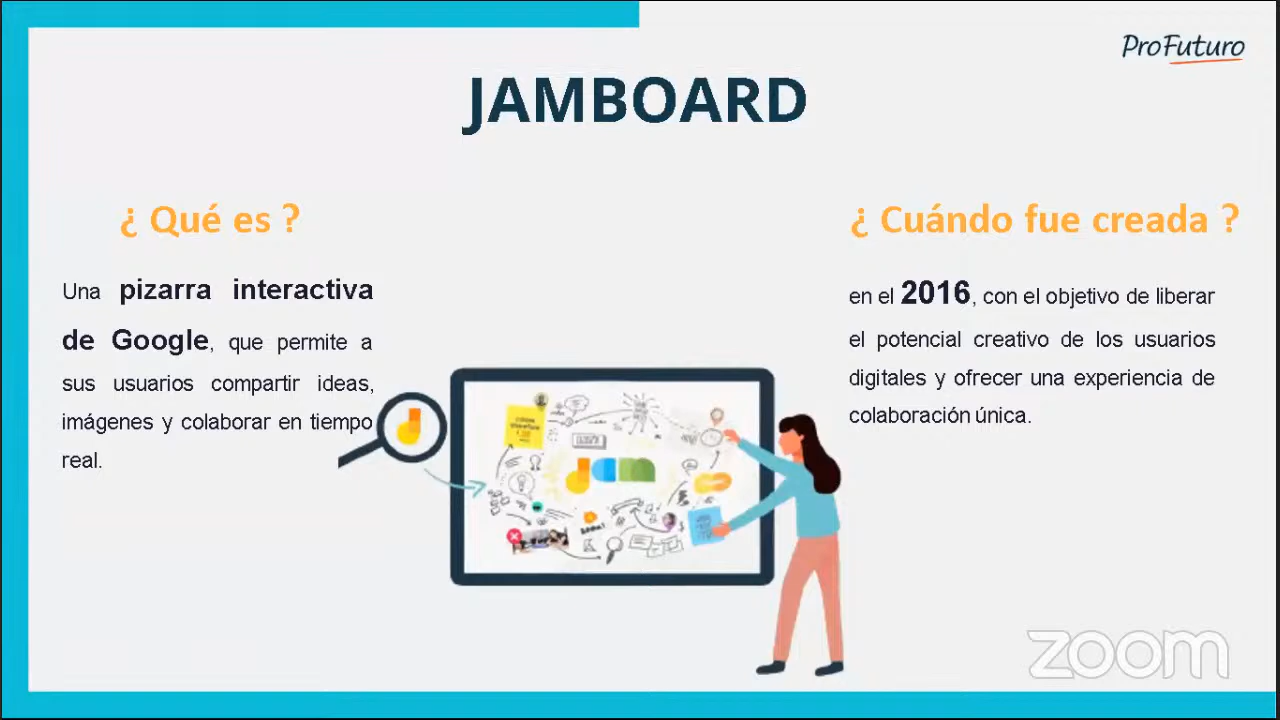 ProFuturo
JAMBOARD
¿ Qué es ?
Una pizarra interactiva
de Google, que permite a
sus usuarios compartir ideas,
imágenes y colaborar en tiempo
real.
¿ Cuándo fue creada ?
en el 2016, con el objetivo de liberar
el potencial creativo de los usuarios
digitales y ofrecer una experiencia de
colaboración única.
Jam
zoom